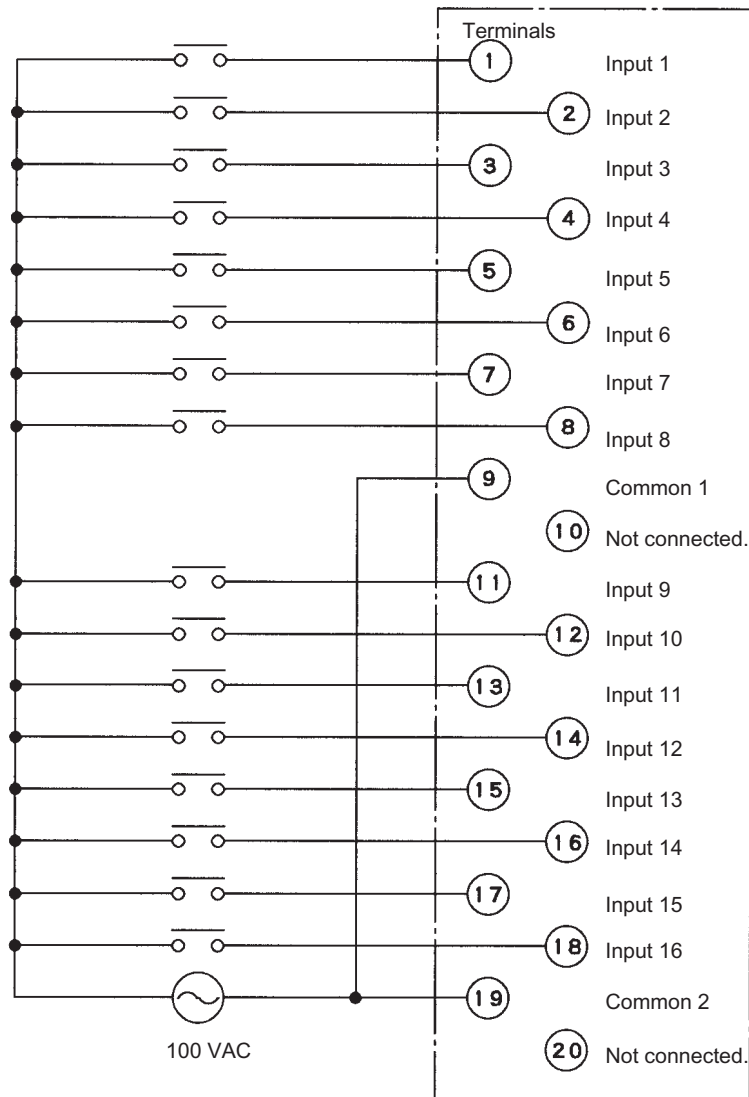 Terminals
1 Input 1
2 Input 2
3 Input 3
4 Input 4
5 Input 5
6 Input 6
7 Input 7
8 Input 8
9 Common 1
10 Not connected.
11 Input 9
12 Input 10
13 Input 11
14 Input 12
15 Input 13
16 Input 14
17 Input 15
18 Input 16
19 Common 2
100 VAC
20 Not connected.